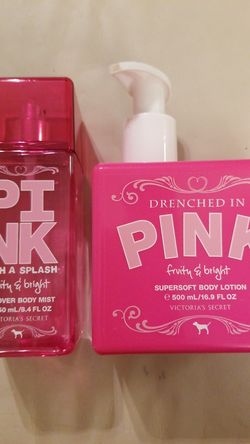 PI
NK
H A SPLASH
ty & bright
OVER BODY MIST
50 mL/8.4 FL OZ
VICTORIA'S SECRET
DRENCHED IN
PINK
fruity & bright
SUPERSOFT BODY LOTION
e 500 mL/16.9 FL OZ
VICTORIA'S SECRET